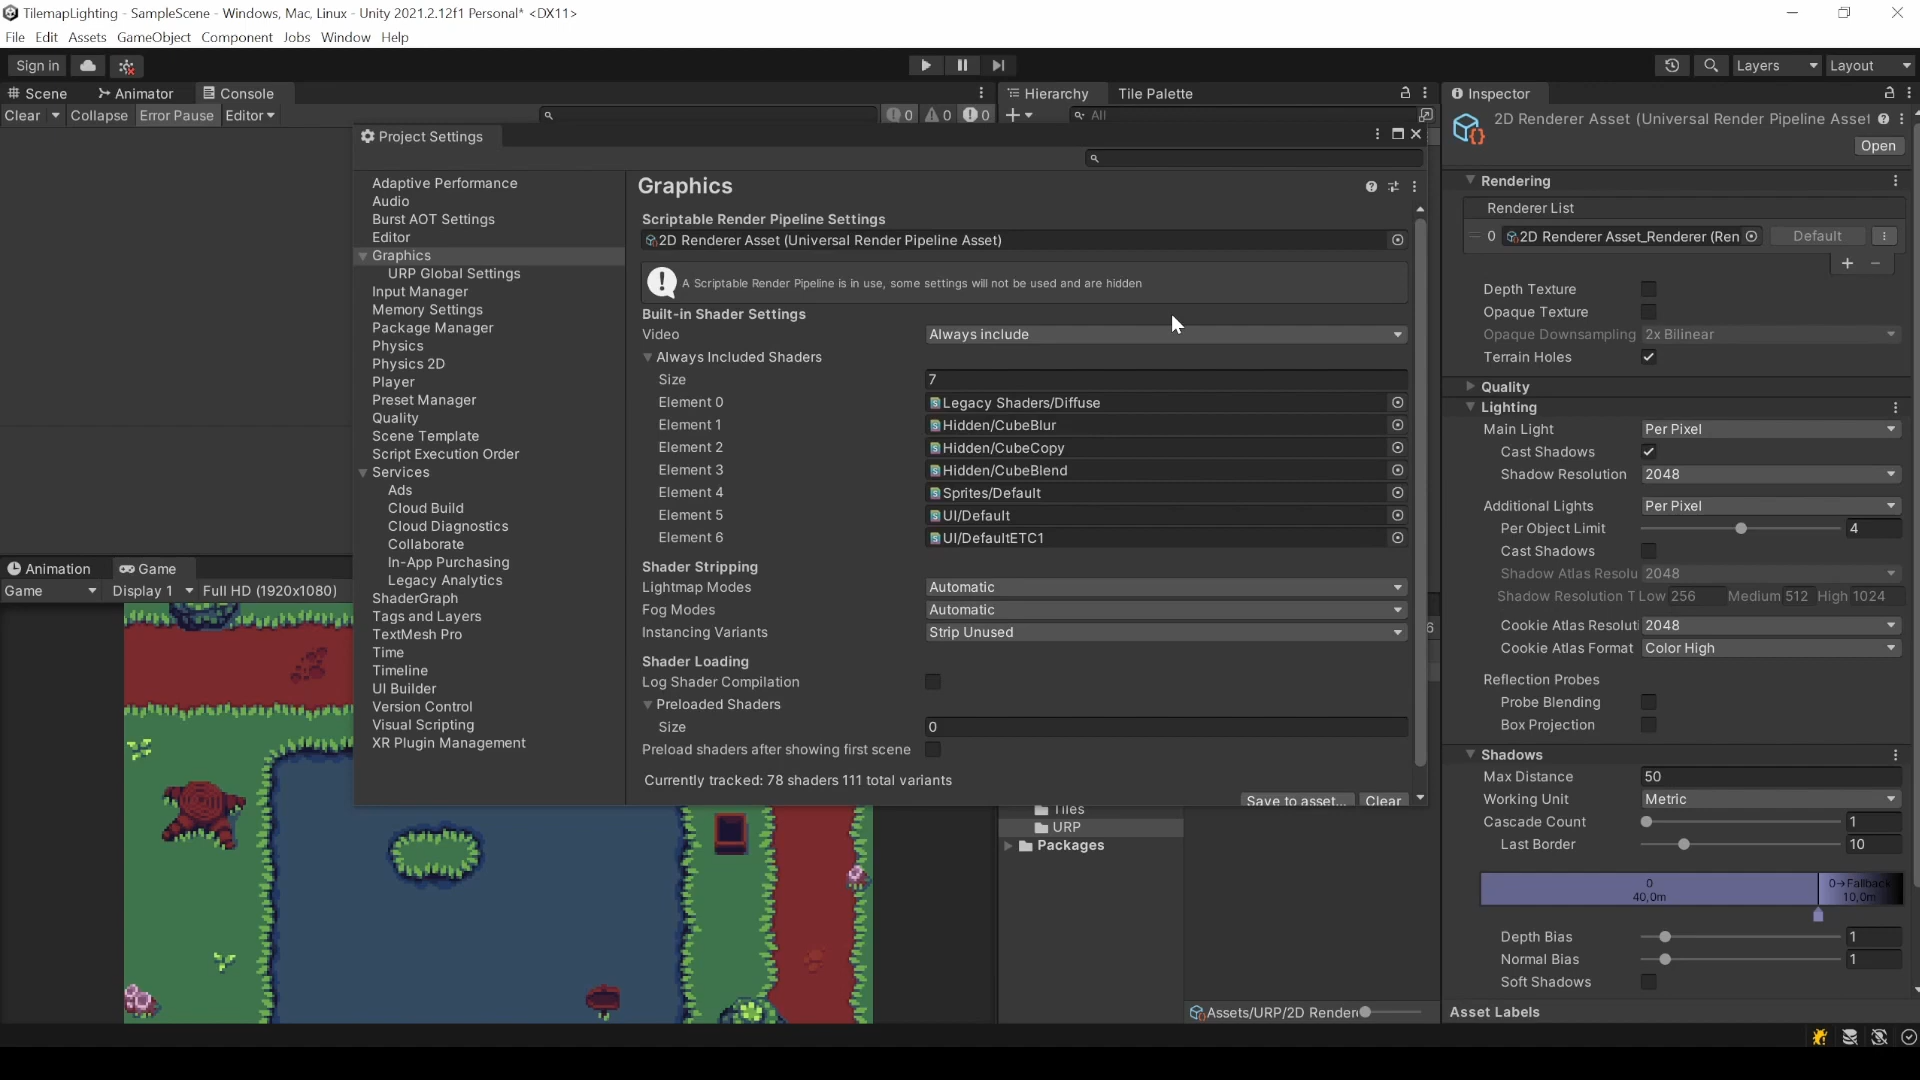 TilemapLighting - SampleScene - Windows, Mac, Linux - Unity 2021.2.12f1 Personal* <DX11>
File Edit Assets GameObject Component Jobs Window Help
Sign in
Layers
Layout
Scene
Animator
Console
Hierarchy
Tile Palette
Inspector
Clear
Collapse
Error Pause
Editor
0
0
0
All
2D Renderer Asset (Universal Render Pipeline Asset
Open
Project Settings
Adaptive Performance
Audio
Burst AOT Settings
Editor
Graphics
URP Global Settings
Input Manager
Memory Settings
Package Manager
Physics
Physics 2D
Player
Preset Manager
Quality
Scene Template
Script Execution Order
Services
Ads
Cloud Build
Cloud Diagnostics
Collaborate
In-App Purchasing
Legacy Analytics
ShaderGraph
Tags and Layers
TextMesh Pro
Time
Timeline
UI Builder
Version Control
Visual Scripting
XR Plugin Management
Graphics
Scriptable Render Pipeline Settings
2D Renderer Asset (Universal Render Pipeline Asset)
A Scriptable Render Pipeline is in use, some settings will not be used and are hidden
Built-in Shader Settings
Video Always include
Always Included Shaders
Size 7
Element 0 Legacy Shaders/Diffuse
Element 1 Hidden/CubeBlur
Element 2 Hidden/CubeCopy
Element 3 Hidden/CubeBlend
Element 4 Sprites/Default
Element 5 UI/Default
Element 6 UI/DefaultETC1
Shader Stripping
Lightmap Modes Automatic
Fog Modes Automatic
Instancing Variants Strip Unused
Shader Loading
Log Shader Compilation
Preloaded Shaders
Size 0
Preload shaders after showing first scene
Currently tracked: 78 shaders 111 total variants
Save to asset... Clear
Animation
Game
Game
Display 1
Full HD (1920x1080)
6
Tiles
URP
Packages
Assets/URP/2D Render
Rendering
Renderer List
0 2D Renderer Asset_Renderer (Ren Default
Depth Texture
Opaque Texture
Opaque Downsampling 2x Bilinear
Terrain Holes
Quality
Lighting
Main Light Per Pixel
Cast Shadows
Shadow Resolution 2048
Additional Lights Per Pixel
Per Object Limit 4
Cast Shadows
Shadow Atlas Resolu 2048
Shadow Resolution T Low 256 Medium 512 High 1024
Cookie Atlas Resoluti 2048
Cookie Atlas Format Color High
Reflection Probes
Probe Blending
Box Projection
Shadows
Max Distance 50
Working Unit Metric
Cascade Count 1
Last Border 10
0 0→Fallback
40,0m 10,0m
Depth Bias 1
Normal Bias 1
Soft Shadows
Asset Labels